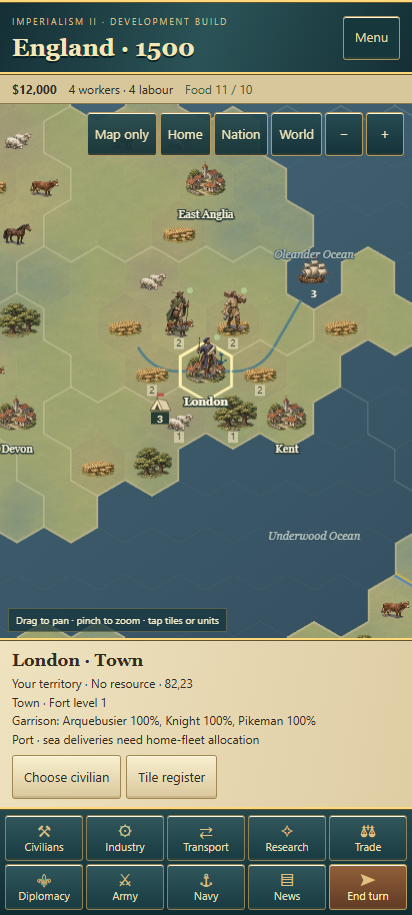 IMPERIALISM II · DEVELOPMENT BUILD
England · 1500
Menu
$12,000 4 workers · 4 labour Food 11 / 10
Map only Home Nation World − +
East Anglia
Oleander Ocean
3
2 2
2 2
London
3
1 1
Devon
Kent
Underwood Ocean
Drag to pan · pinch to zoom · tap tiles or units
London · Town
Your territory · No resource · 82,23
Town · Fort level 1
Garrison: Arquebusier 100%, Knight 100%, Pikeman 100%
Port · sea deliveries need home-fleet allocation
Choose civilian Tile register
Civilians Industry Transport Research Trade
Diplomacy Army Navy News End turn